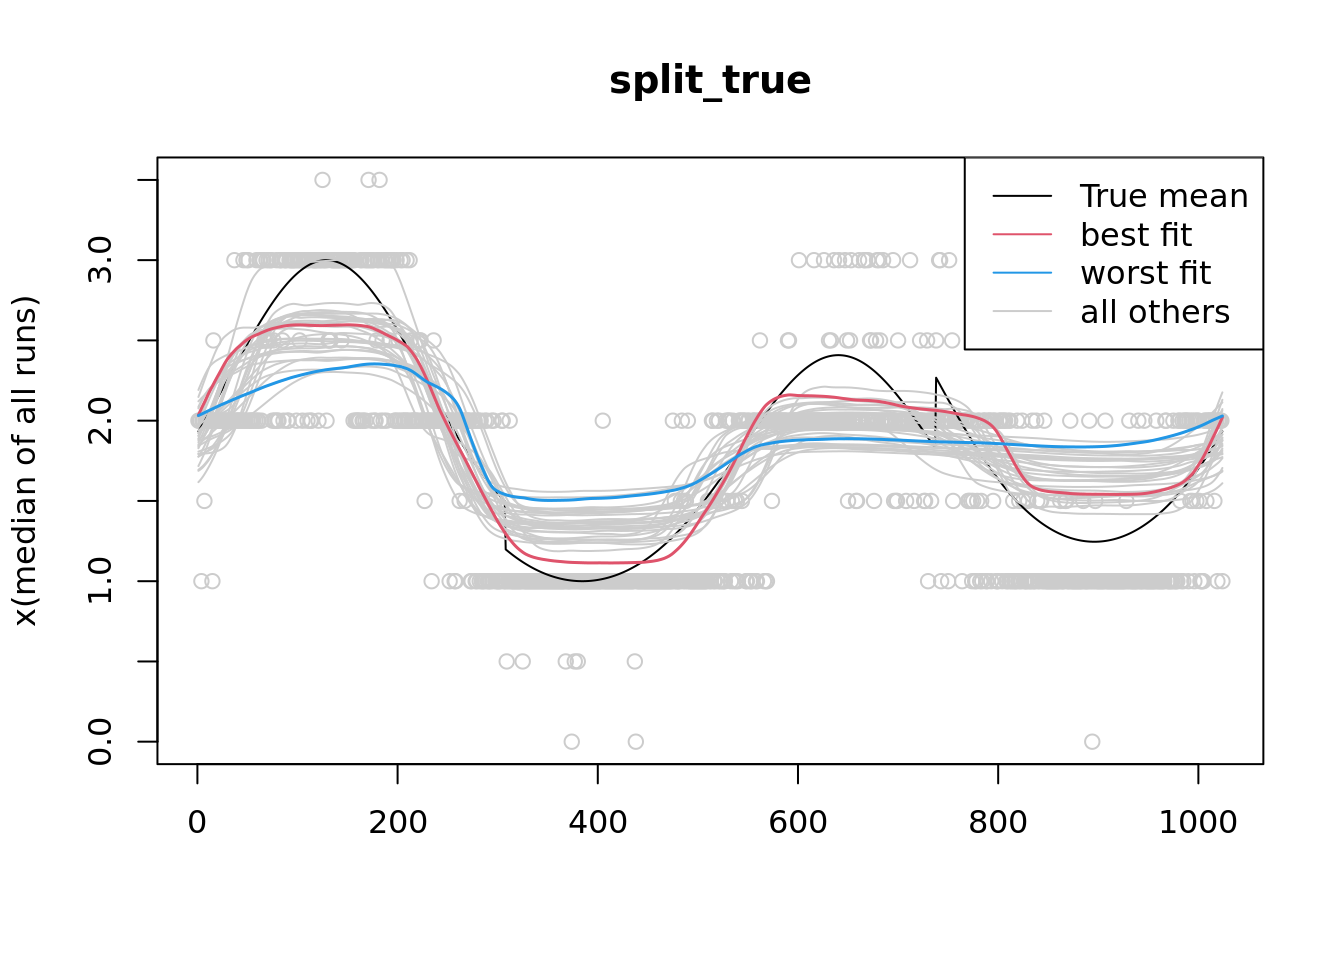 split_true
True mean
best fit
worst fit
all others
x(median of all runs)
3.0
2.0
1.0
0.0
0 200 400 600 800 1000